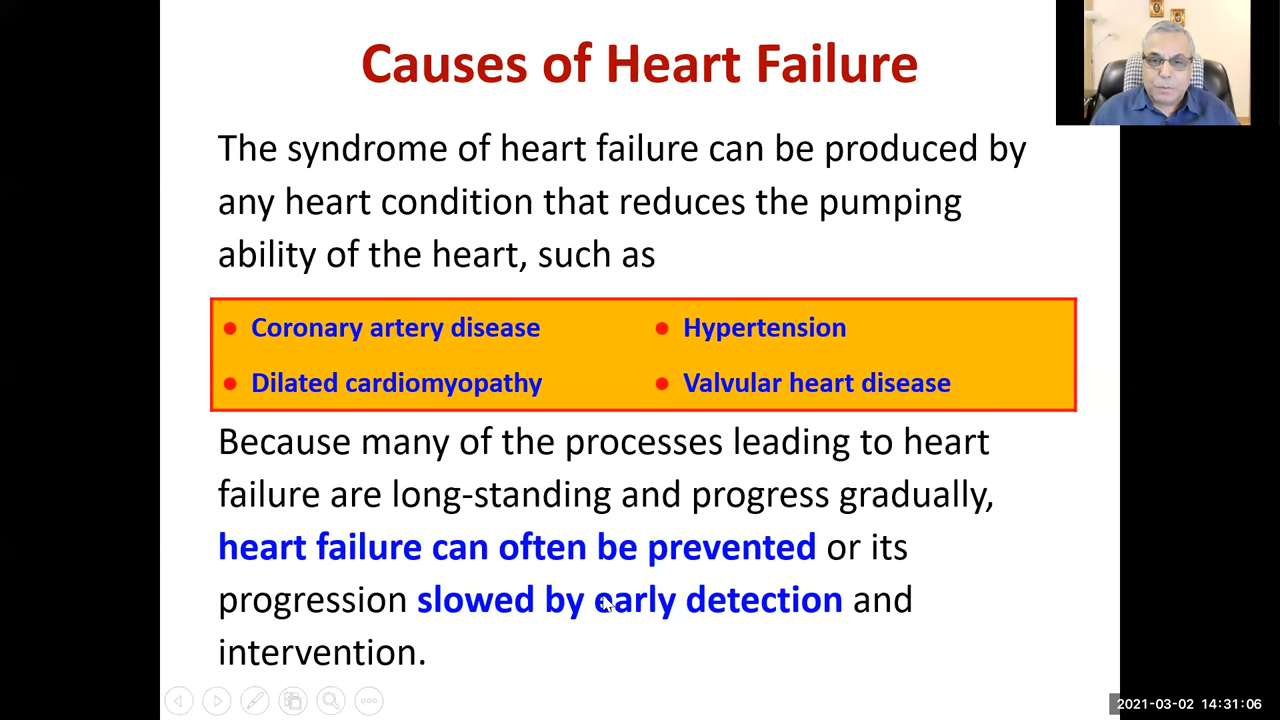 Causes of Heart Failure
The syndrome of heart failure can be produced by
any heart condition that reduces the pumping
ability of the heart, such as
● Coronary artery disease ● Hypertension
● Dilated cardiomyopathy ● Valvular heart disease
Because many of the processes leading to heart
failure are long-standing and progress gradually,
heart failure can often be prevented or its
progression slowed by early detection and
intervention.
2021-03-02 14:31:06